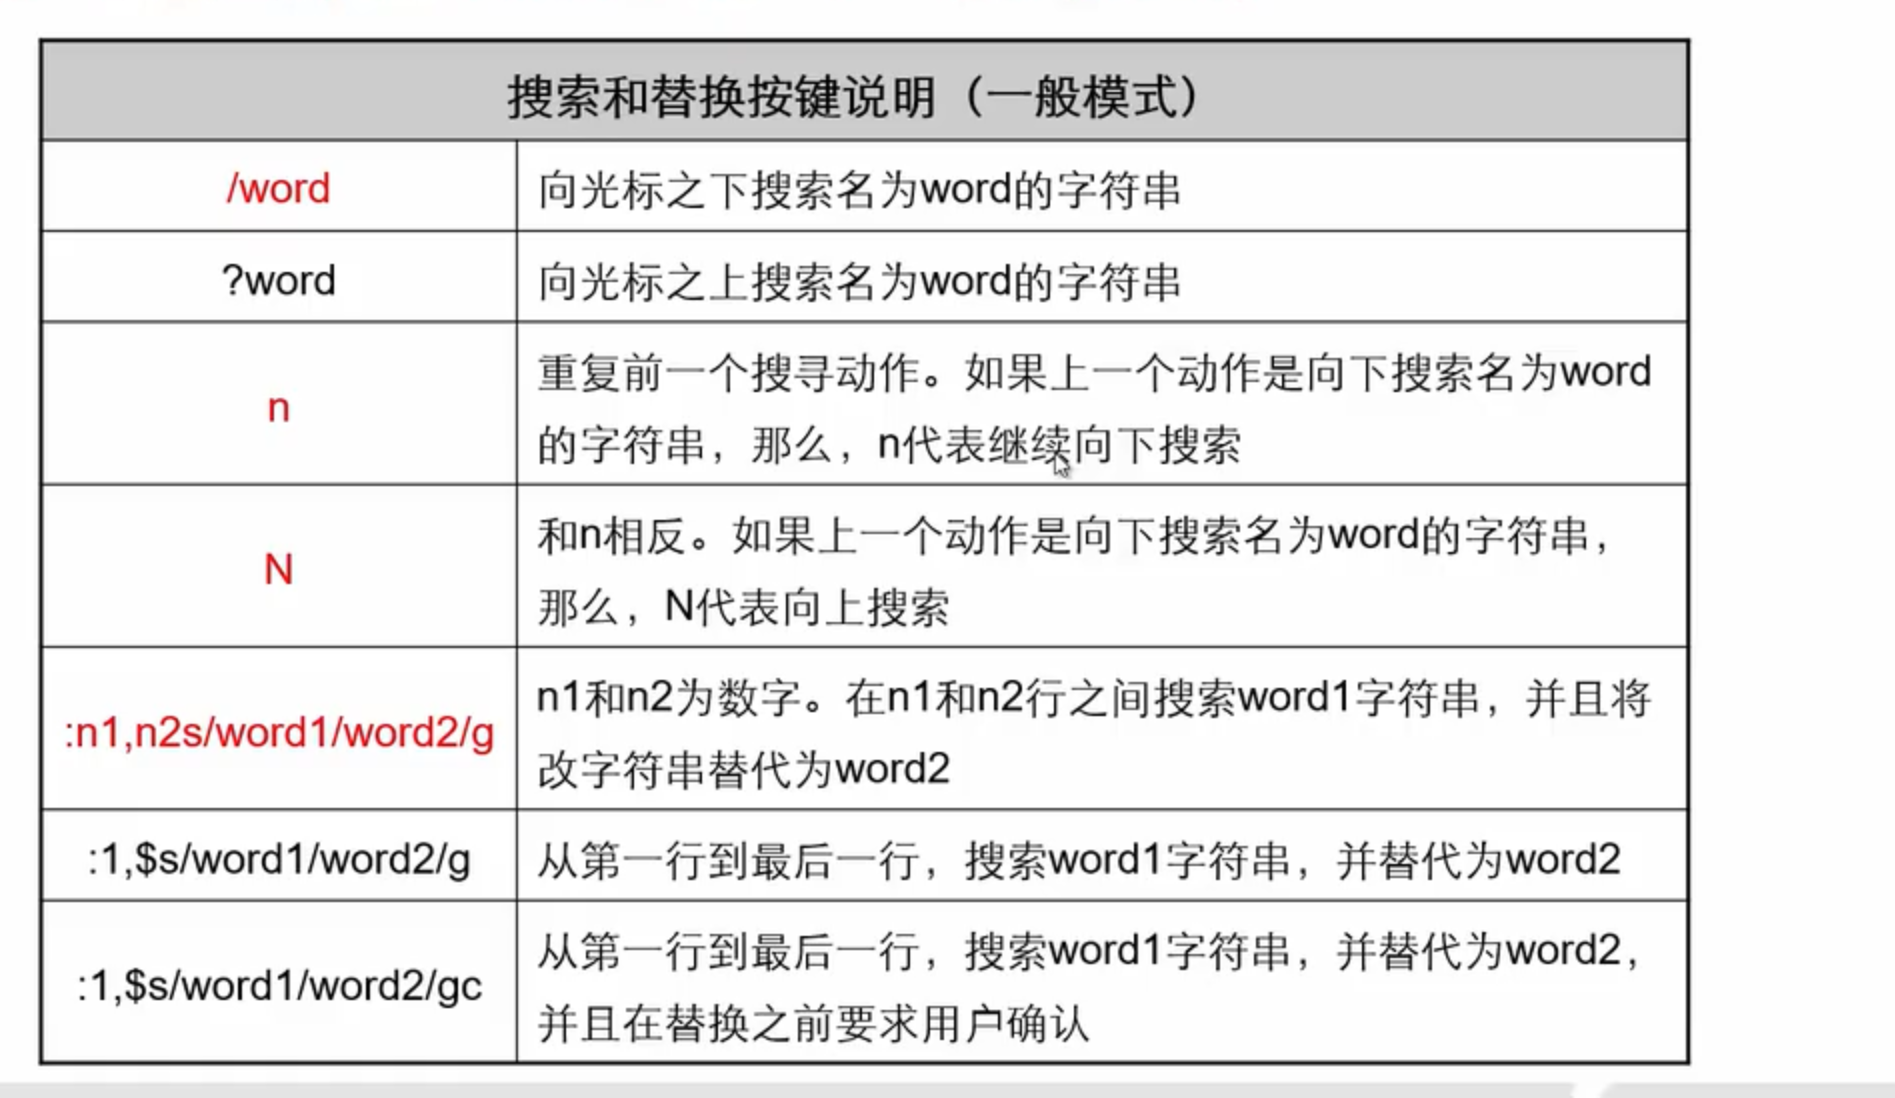 搜索和替换按键说明（一般模式）
/word
向光标之下搜索名为word的字符串
?word
向光标之上搜索名为word的字符串
n
重复前一个搜寻动作。如果上一个动作是向下搜索名为word
的字符串，那么，n代表继续向下搜索
N
和n相反。如果上一个动作是向下搜索名为word的字符串，
那么，N代表向上搜索
:n1,n2s/word1/word2/g
n1和n2为数字。在n1和n2行之间搜索word1字符串，并且将
改字符串替代为word2
:1,$s/word1/word2/g
从第一行到最后一行，搜索word1字符串，并替代为word2
:1,$s/word1/word2/gc
从第一行到最后一行，搜索word1字符串，并替代为word2，
并且在替换之前要求用户确认